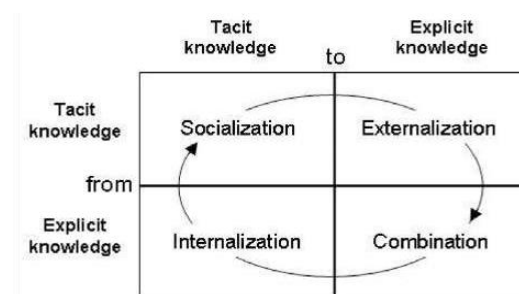 Tacit
knowledge
Explicit
knowledge
to
Tacit
knowledge
Socialization
Externalization
from
Explicit
knowledge
Internalization
Combination